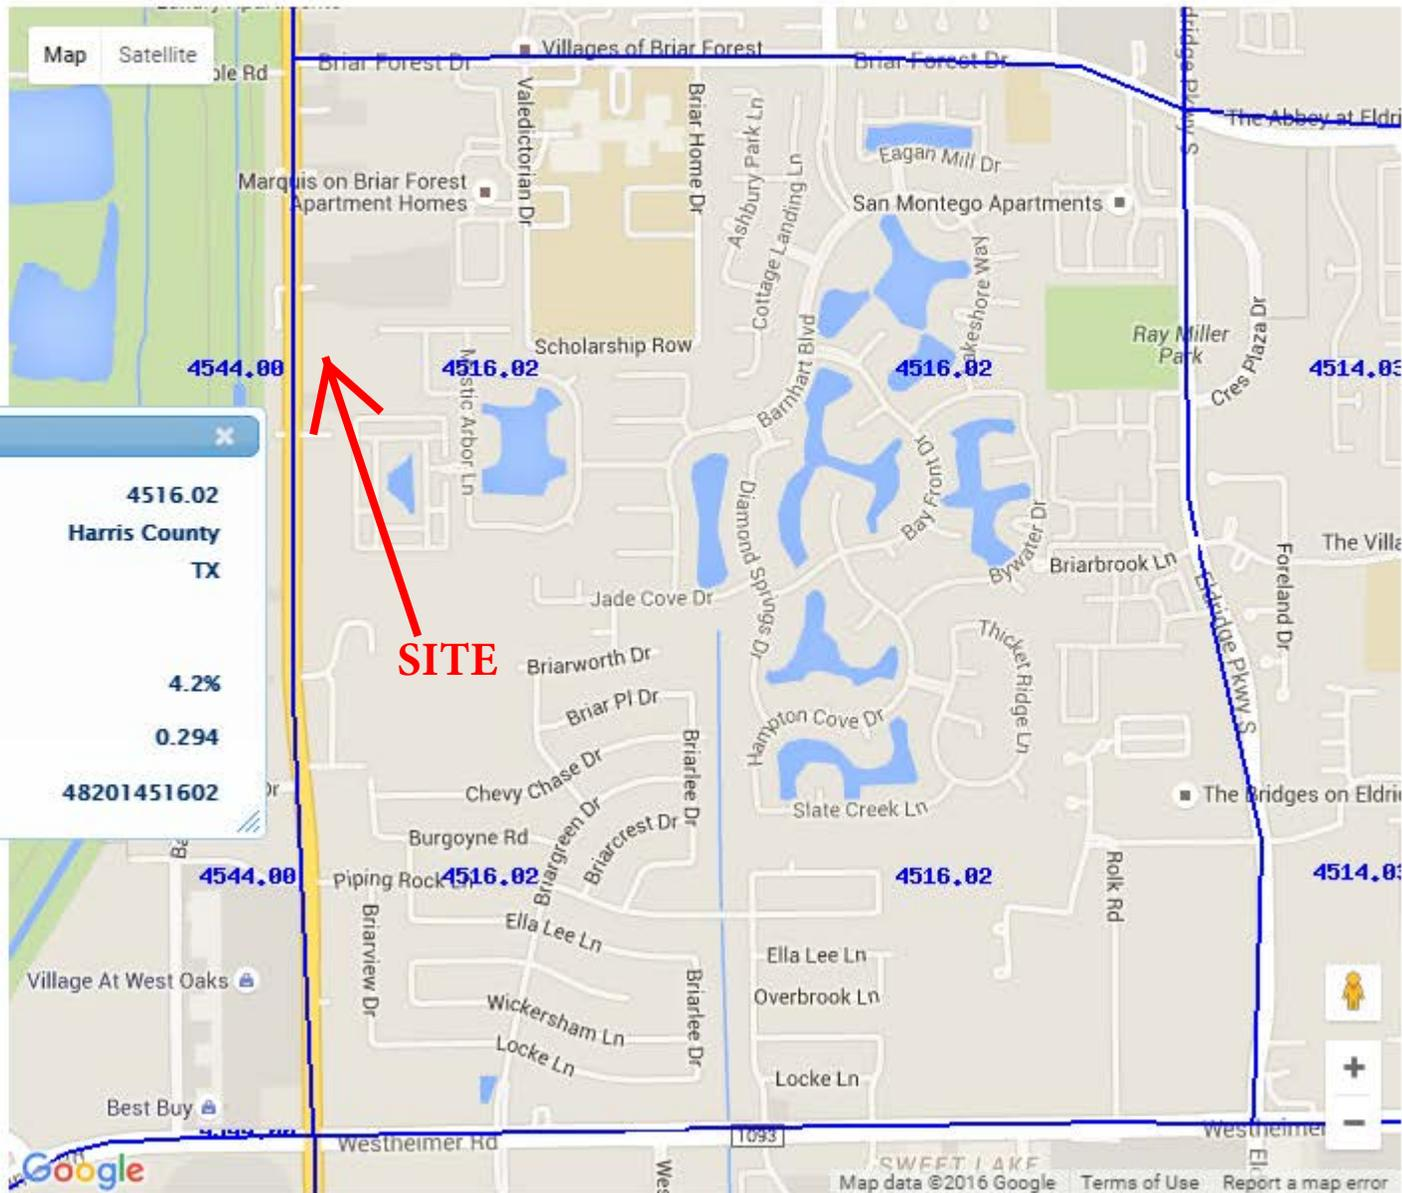 Map Satellite
Briar Forest Dr
Villages of Briar Forest
Briar Forest Dr
The Abbey at Eldri
Valedictorian Dr
Briar Home Dr
Ashbury Park Ln
Cottage Landing Ln
Eagan Mill Dr
Marquis on Briar Forest
Apartment Homes
San Montego Apartments
Lakeshore Way
Barnhart Blvd
Ray Miller
Park
Cres Plaza Dr
Scholarship Row
4544.00
4516.02
4516.02
4514.03
Mystic Arbor Ln
4516.02
Harris County
TX
4.2%
0.294
48201451602
SITE
Diamond Springs Dr
Bay Front Dr
Bywater Dr
Briarbrook Ln
The Villa
Foreland Dr
Eldridge Pkwy S
Jade Cove Dr
Briarworth Dr
Briar Pl Dr
Thicket Ridge Ln
Hampton Cove Dr
Chevy Chase Dr
Briarlee Dr
Slate Creek Ln
The Bridges on Eldri
Burgoyne Rd
Briargreen Dr
Briarcrest Dr
4544.00
Piping Rock Ln
4516.02
4516.02
4514.03
Rolk Rd
Briarview Dr
Ella Lee Ln
Ella Lee Ln
Village At West Oaks
Overbrook Ln
Wickersham Ln
Briarlee Dr
Locke Ln
Locke Ln
+
−
Best Buy
Westheimer Rd
1093
Westheimer
SWEET LAKE
Google
Map data ©2016 Google Terms of Use Report a map error